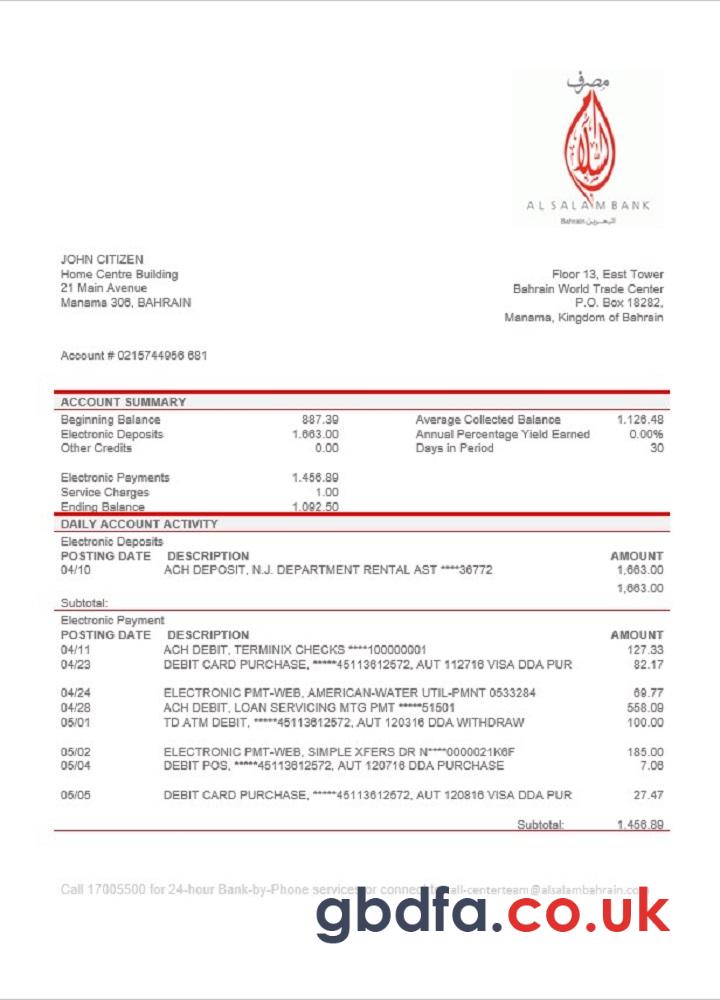 مصرف
السلام
ALSALAM BANK
Bahrain البحرين
JOHN CITIZEN
Home Centre Building
21 Main Avenue
Manama 306, BAHRAIN
Floor 13, East Tower
Bahrain World Trade Center
P.O. Box 18282,
Manama, Kingdom of Bahrain
Account # 0215744956 681
ACCOUNT SUMMARY
Beginning Balance 887.39 Average Collected Balance 1.126.48
Electronic Deposits 1.663.00 Annual Percentage Yield Earned 0.00%
Other Credits 0.00 Days in Period 30
Electronic Payments 1.456.89
Service Charges 1.00
Ending Balance 1.092.50
DAILY ACCOUNT ACTIVITY
Electronic Deposits
POSTING DATE DESCRIPTION AMOUNT
04/10 ACH DEPOSIT, N.J. DEPARTMENT RENTAL AST ****36772 1,663.00
1,663.00
Subtotal:
Electronic Payment
POSTING DATE DESCRIPTION AMOUNT
04/11 ACH DEBIT, TERMINIX CHECKS ****100000001 127.33
04/23 DEBIT CARD PURCHASE, *****45113612572, AUT 112716 VISA DDA PUR 82.17
04/24 ELECTRONIC PMT-WEB, AMERICAN-WATER UTIL-PMNT 0533284 69.77
04/28 ACH DEBIT, LOAN SERVICING MTG PMT *****51501 558.09
05/01 TD ATM DEBIT, *****45113612572, AUT 120316 DDA WITHDRAW 100.00
05/02 ELECTRONIC PMT-WEB, SIMPLE XFERS DR N****0000021K6F 185.00
05/04 DEBIT POS, *****45113612572, AUT 120716 DDA PURCHASE 7.06
05/05 DEBIT CARD PURCHASE, *****45113612572, AUT 120816 VISA DDA PUR 27.47
Subtotal: 1.456.89
Call 17005500 for 24-hour Bank-by-Phone services or connect all-centerteam@alsalambahrain.com
gbdfa.co.uk